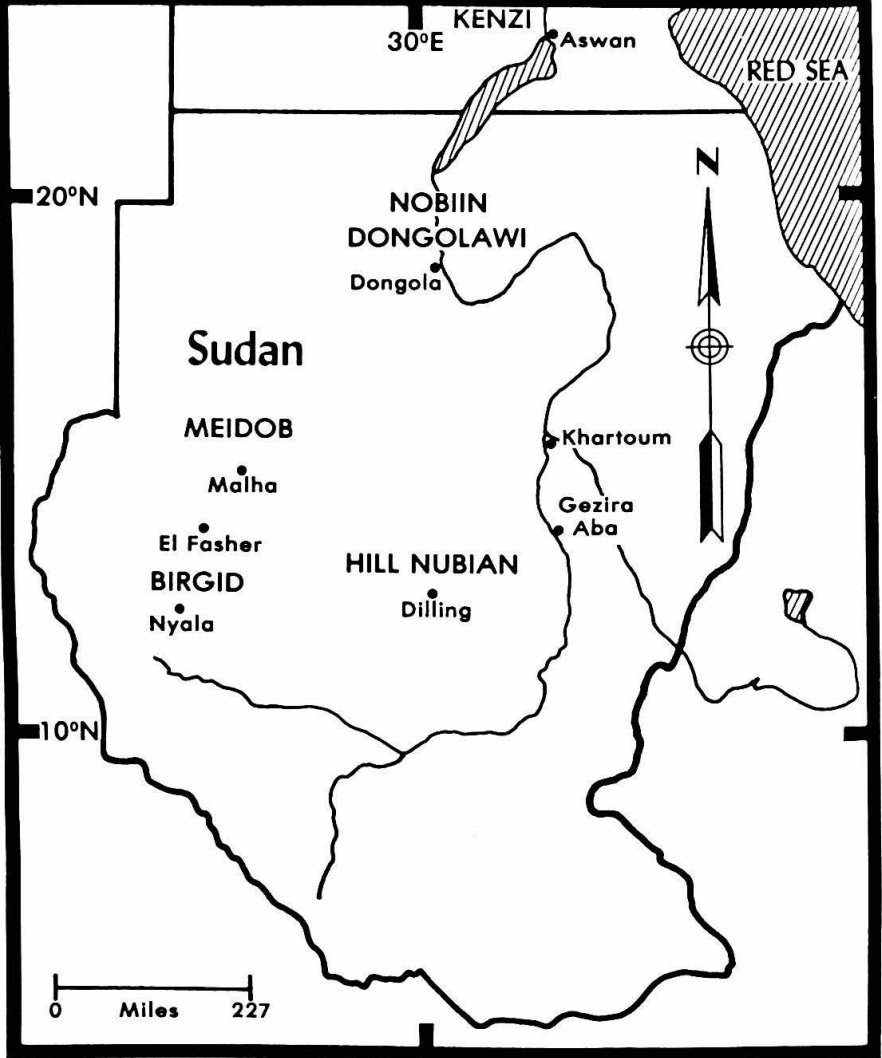 KENZI
30°E
Aswan
RED SEA
N
20°N
NOBIIN
DONGOLAWI
Dongola
Sudan
MEIDOB
Khartoum
Malha
Gezira
Aba
El Fasher
HILL NUBIAN
BIRGID
Dilling
Nyala
10°N
0 Miles 227